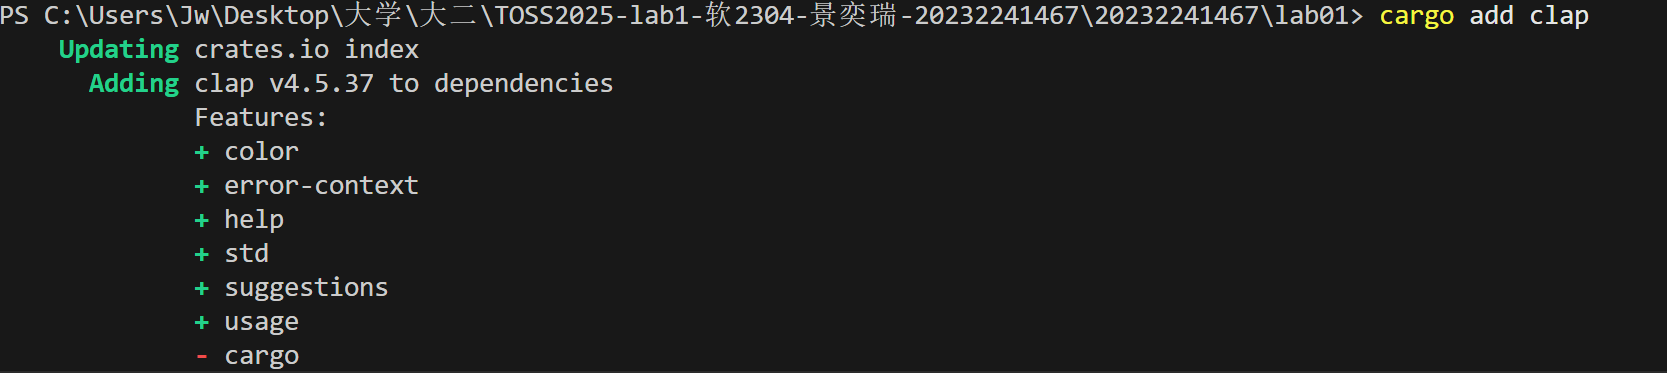 PS C:\Users\Jw\Desktop\大学\大二\TOSS2025-lab1-软2304-景奕瑞-20232241467\20232241467\lab01> cargo add clap
Updating crates.io index
Adding clap v4.5.37 to dependencies
Features:
+ color
+ error-context
+ help
+ std
+ suggestions
+ usage
- cargo